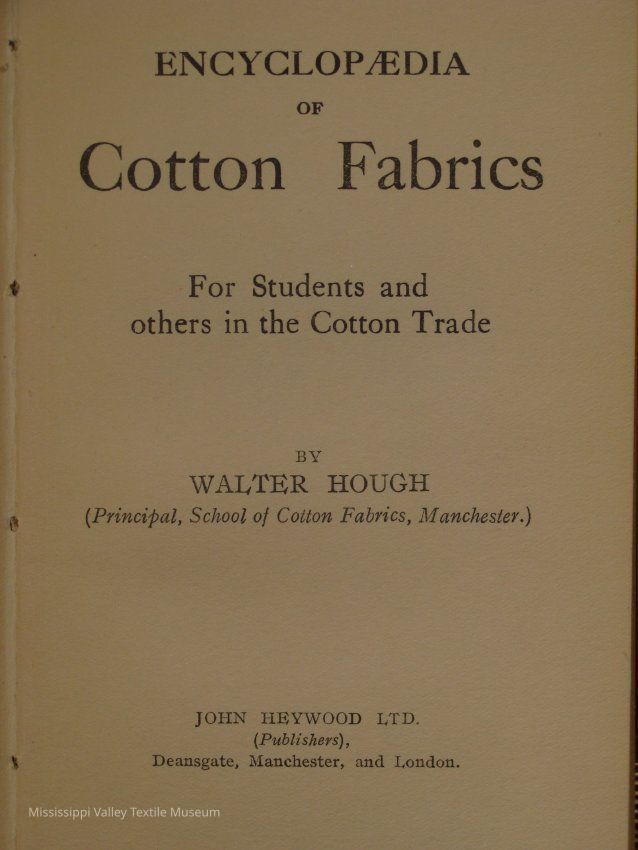 ENCYCLOPÆDIA
OF
Cotton Fabrics
For Students and
others in the Cotton Trade
BY
WALTER HOUGH
(Principal, School of Cotton Fabrics, Manchester.)
JOHN HEYWOOD LTD.
(Publishers),
Deansgate, Manchester, and London.
Mississippi Valley Textile Museum